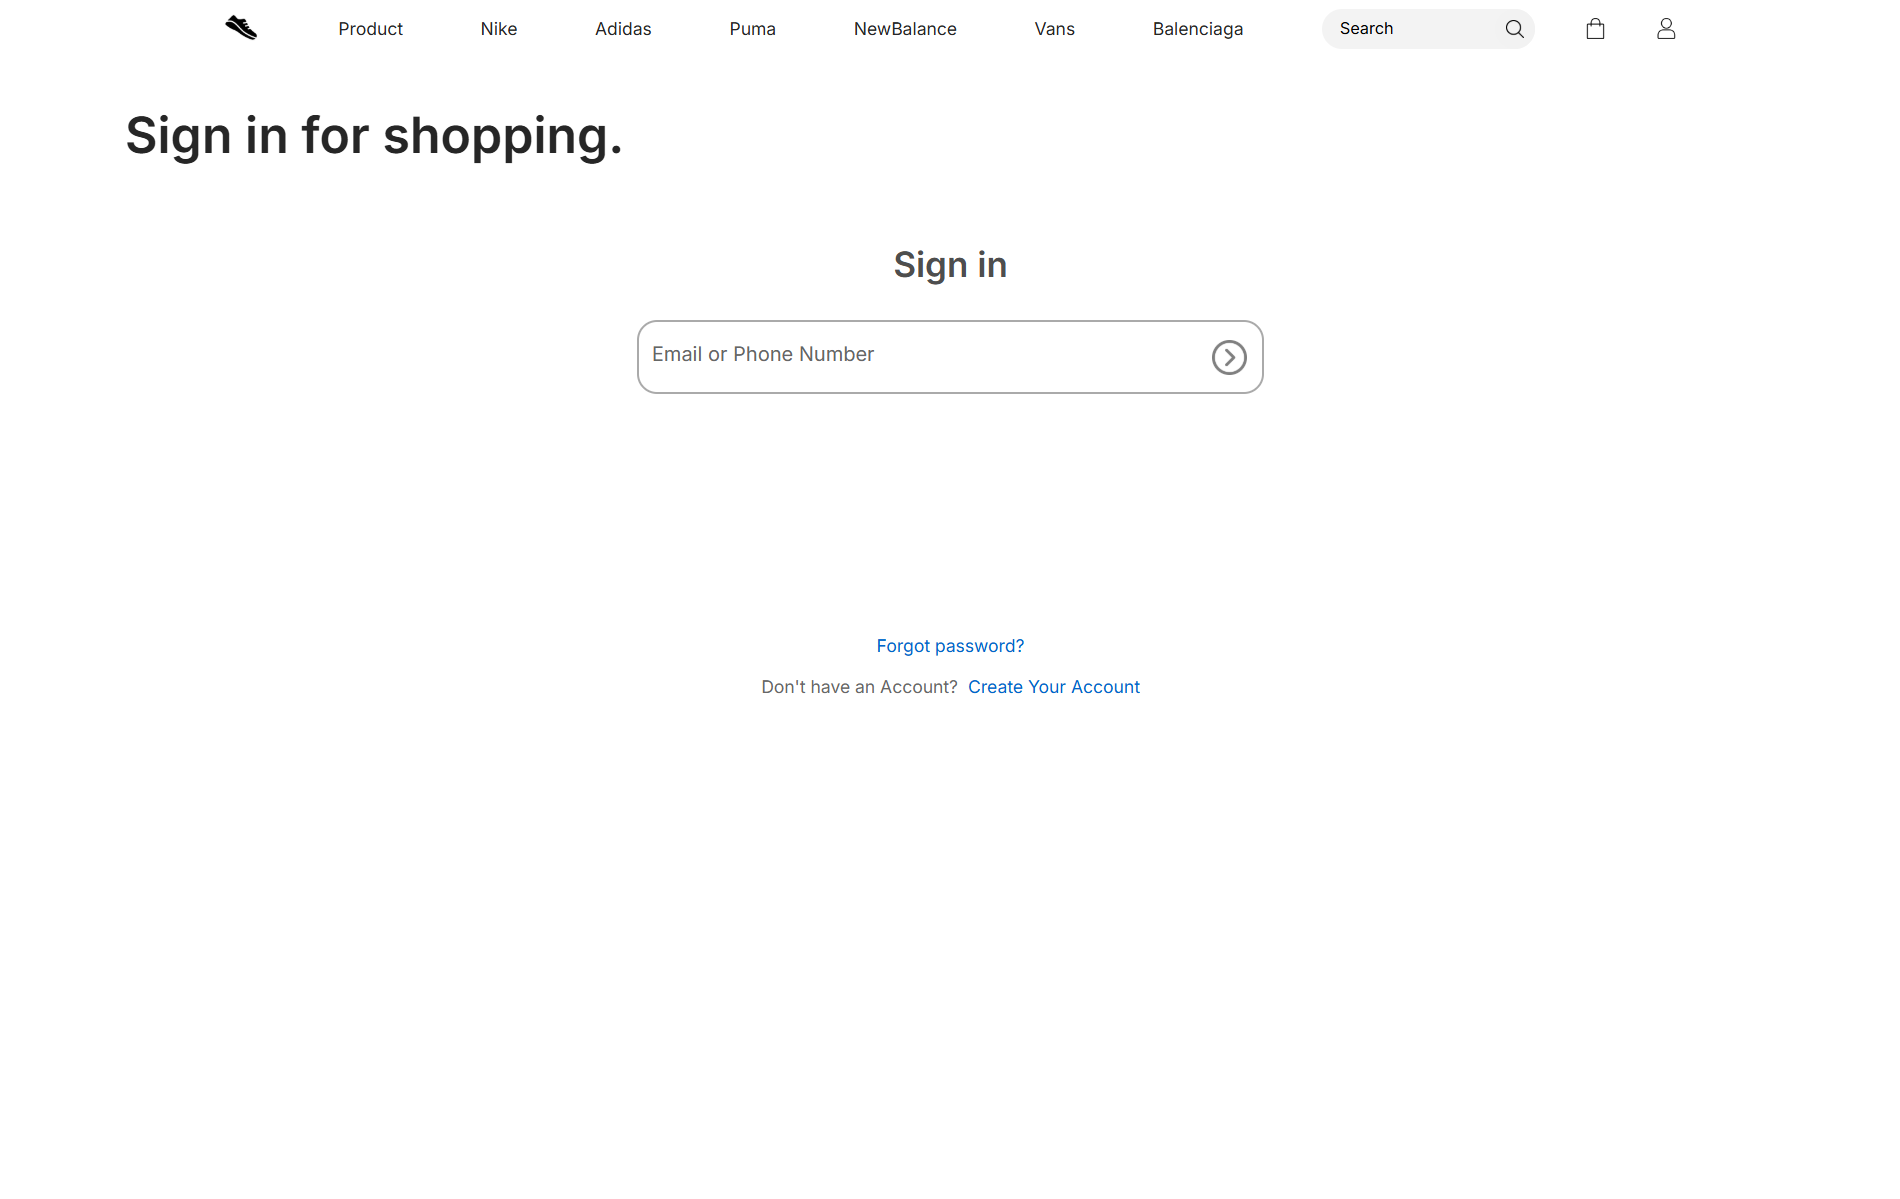 Product Nike Adidas Puma NewBalance Vans Balenciaga Search
Sign in for shopping.
Sign in
Email or Phone Number
Forgot password?
Don't have an Account? Create Your Account